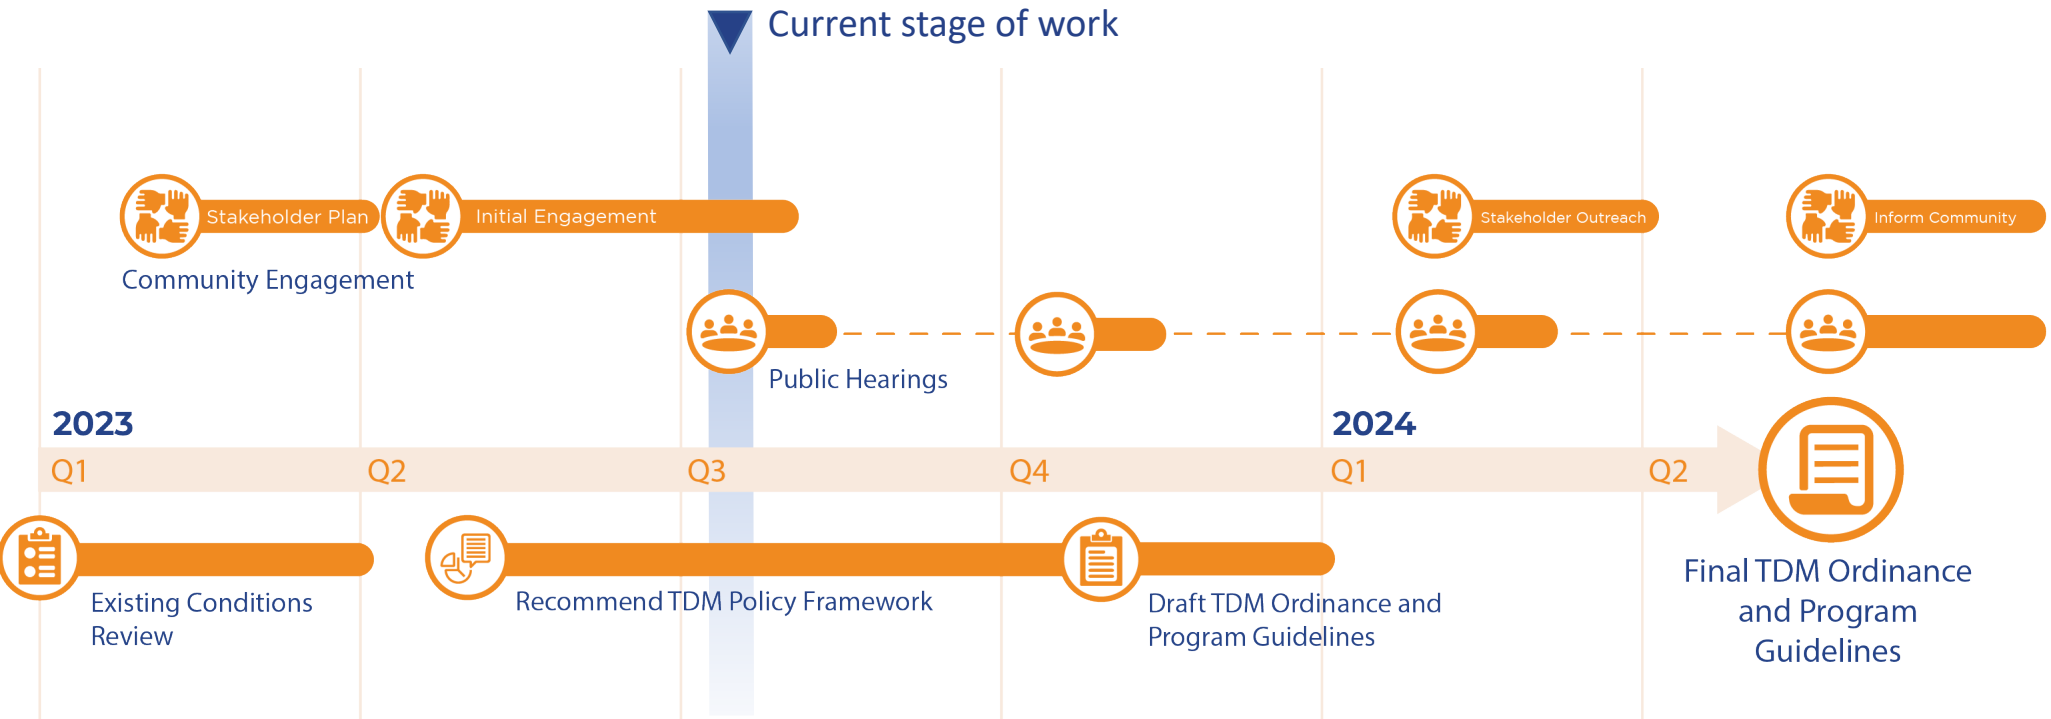 Current stage of work
Stakeholder Plan
Initial Engagement
Stakeholder Outreach
Inform Community
Community Engagement
Public Hearings
2023
2024
Q1
Q2
Q3
Q4
Q1
Q2
Existing Conditions
Review
Recommend TDM Policy Framework
Draft TDM Ordinance and
Program Guidelines
Final TDM Ordinance
and Program
Guidelines